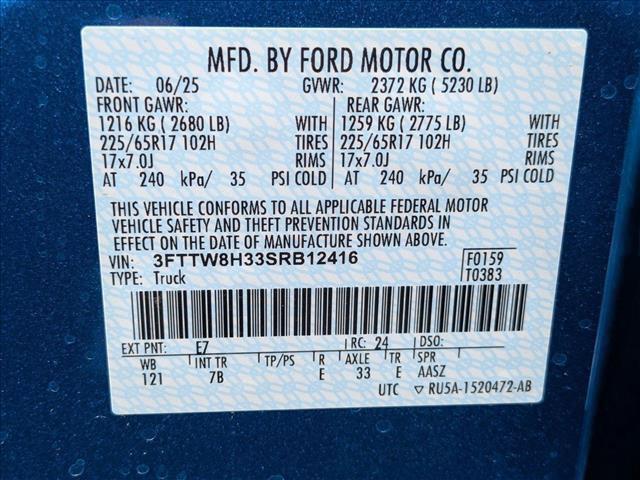 MFD. BY FORD MOTOR CO.
DATE: 06/25 GVWR: 2372 KG ( 5230 LB)
FRONT GAWR: REAR GAWR:
1216 KG ( 2680 LB) WITH 1259 KG ( 2775 LB) WITH
225/65R17 102H TIRES 225/65R17 102H TIRES
17x7.0J RIMS 17x7.0J RIMS
AT 240 kPa/ 35 PSI COLD AT 240 kPa/ 35 PSI COLD
THIS VEHICLE CONFORMS TO ALL APPLICABLE FEDERAL MOTOR
VEHICLE SAFETY AND THEFT PREVENTION STANDARDS IN
EFFECT ON THE DATE OF MANUFACTURE SHOWN ABOVE.
VIN: 3FTTW8H33SRB12416 F0159
TYPE: Truck T0383
EXT PNT: E7 RC: 24 DSO:
WB INT TR TP/PS R AXLE TR SPR
121 7B E 33 E AASZ
UTC ▽ RU5A-1520472-AB